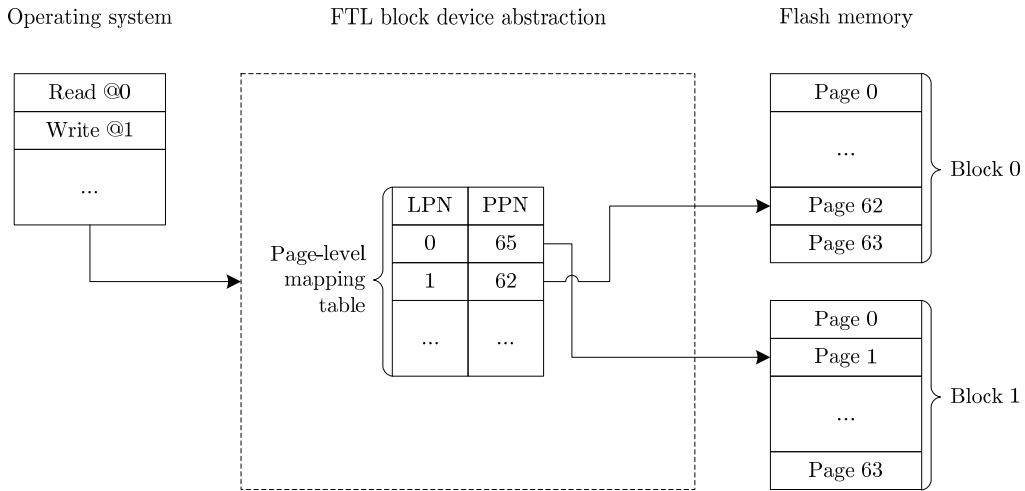 Operating system
FTL block device abstraction
Flash memory
Read @0
Write @1
...
Page-level
mapping
table
LPN PPN
0 65
1 62
... ...
Page 0
...
Page 62
Page 63
Block 0
Page 0
Page 1
...
Page 63
Block 1